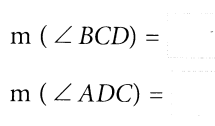 m (∠ BCD) =
m (∠ ADC) =